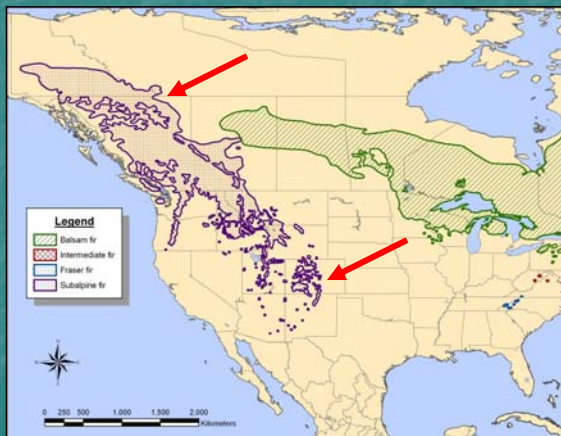 Legend
Balsam fir
Intermediate fir
Fraser fir
Subalpine fir
0 250 500 1,000 1,500 2,000
Kilometers